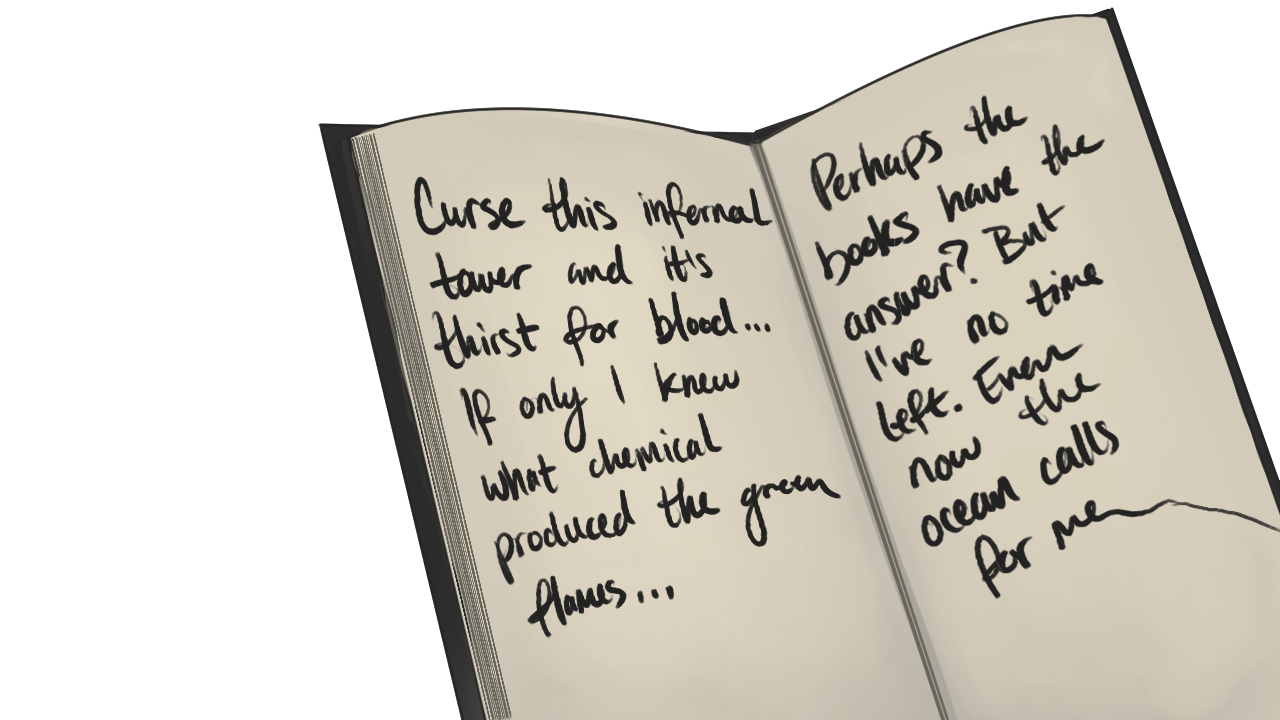 Curse this infernal
tower and it's
thirst for blood...
If only I knew
what chemical
produced the green
flames...
Perhaps the
books have the
answer? But
I've no time
left. Even
now the
ocean calls
for me